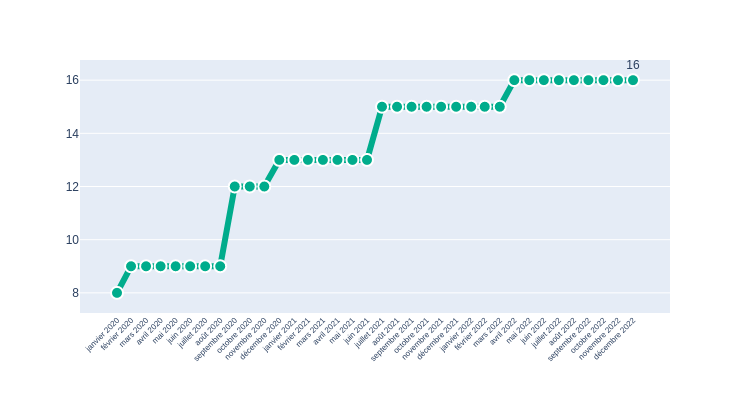 16
16
14
12
10
8
janvier 2020
février 2020
mars 2020
avril 2020
mai 2020
juin 2020
juillet 2020
août 2020
septembre 2020
octobre 2020
novembre 2020
décembre 2020
janvier 2021
février 2021
mars 2021
avril 2021
mai 2021
juin 2021
juillet 2021
août 2021
septembre 2021
octobre 2021
novembre 2021
décembre 2021
janvier 2022
février 2022
mars 2022
avril 2022
mai 2022
juin 2022
juillet 2022
août 2022
septembre 2022
octobre 2022
novembre 2022
décembre 2022